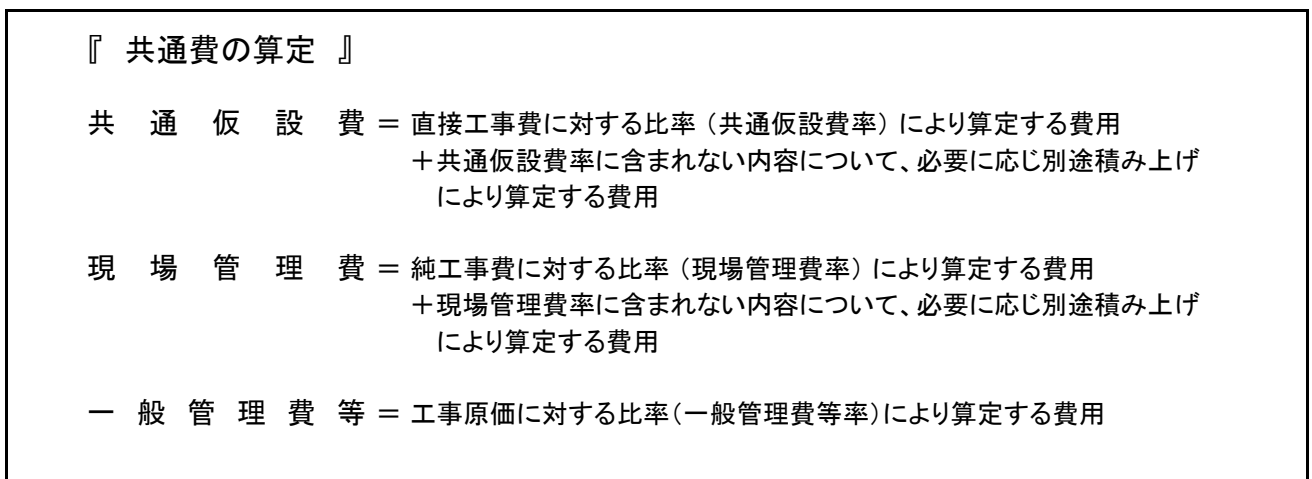 『 共通費の算定 』
共通仮設費＝直接工事費に対する比率（共通仮設費率）により算定する費用
＋共通仮設費率に含まれない内容について、必要に応じ別途積み上げ
により算定する費用
現場管理費＝純工事費に対する比率（現場管理費率）により算定する費用
＋現場管理費率に含まれない内容について、必要に応じ別途積み上げ
により算定する費用
一般管理費等＝工事原価に対する比率（一般管理費等率）により算定する費用